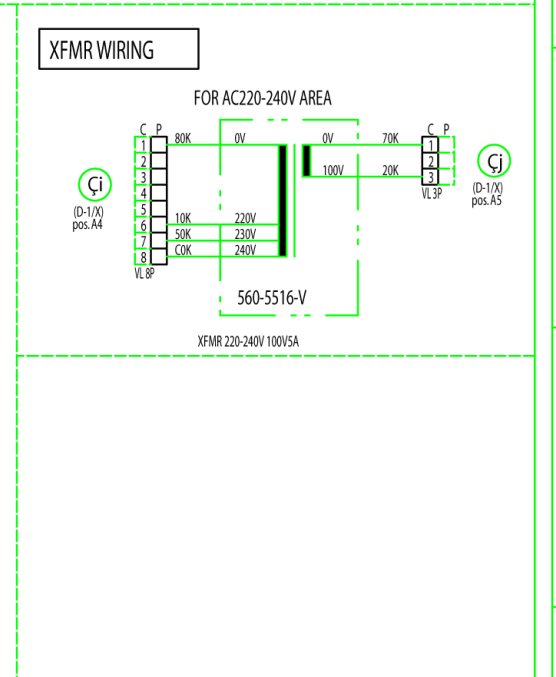 XFMR WIRING
FOR AC220-240V AREA
C P
1 80K 0V 0V 70K C P
1
2
2
3 100V 20K 3
4
5
6 10K 220V
7 50K 230V
8 C0K 240V
VL 8P
VL 3P
Çi
(D-1/X)
pos. A4
Çj
(D-1/X)
pos. A5
560-5516-V
XFMR 220-240V 100V5A